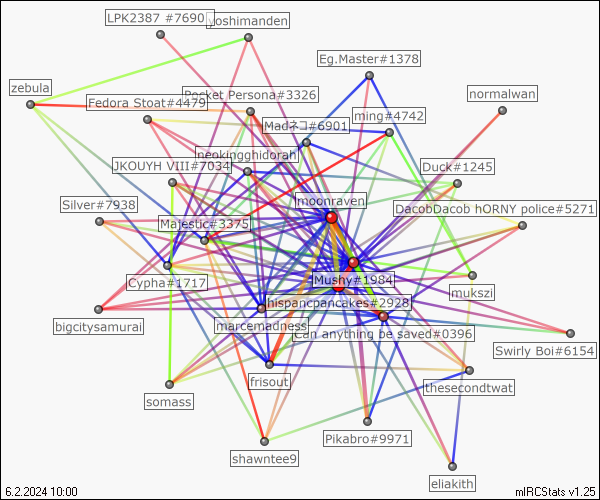 LPK2387 #7690
yoshimanden
Eg.Master#1378
zebula
Pocket Persona#3326
Fedora Stoat#4479
normalwan
ming#4742
Madネコ#6901
neokingghidorah
JKOUYH VIII#7034
Duck#1245
moonraven
Silver#7938
DacobDacob hORNY police#5271
Majestic#3375
Cypha#1717
Mushy#1984
mukszi
hispancpancakes#2928
bigcitysamurai
marcemadness
Can anything be saved#0396
Swirly Boi#6154
frisout
thesecondtwat
somass
Pikabro#9971
shawntee9
eliakith
6.2.2024 10:00
mIRCStats v1.25